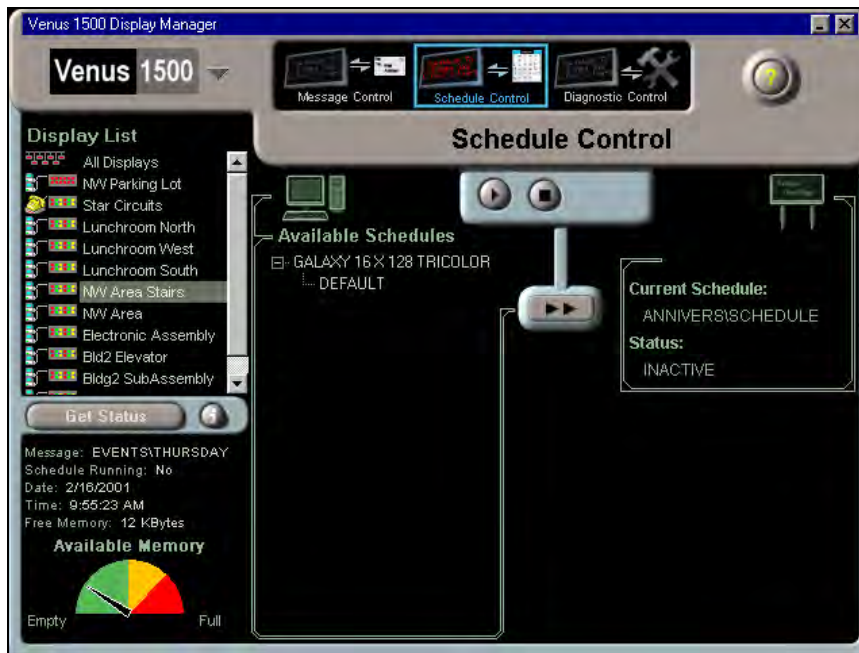 Venus 1500 Display Manager
Venus 1500
Message Control
Schedule Control
Diagnostic Control
?
Schedule Control
Display List
All Displays
NW Parking Lot
Star Circuits
Lunchroom North
Lunchroom West
Lunchroom South
NW Area Stairs
NW Area
Electronic Assembly
Bld2 Elevator
Bldg2 SubAssembly
Get Status
Message: EVENTS\THURSDAY
Schedule Running: No
Date: 2/16/2001
Time: 9:55:23 AM
Free Memory: 12 KBytes
Available Memory
Empty
Full
Available Schedules
GALAXY 16 X 128 TRICOLOR
DEFAULT
Current Schedule:
ANNIVERS\SCHEDULE
Status:
INACTIVE